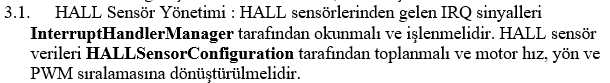 3.1. HALL Sensör Yönetimi : HALL sensörlerinden gelen IRQ sinyalleri
InterruptHandlerManager tarafından okunmalı ve işlenmelidir. HALL sensör
verileri HALLSensorConfiguration tarafından toplanmalı ve motor hız, yön ve
PWM sıralamasına dönüştürülmelidir.